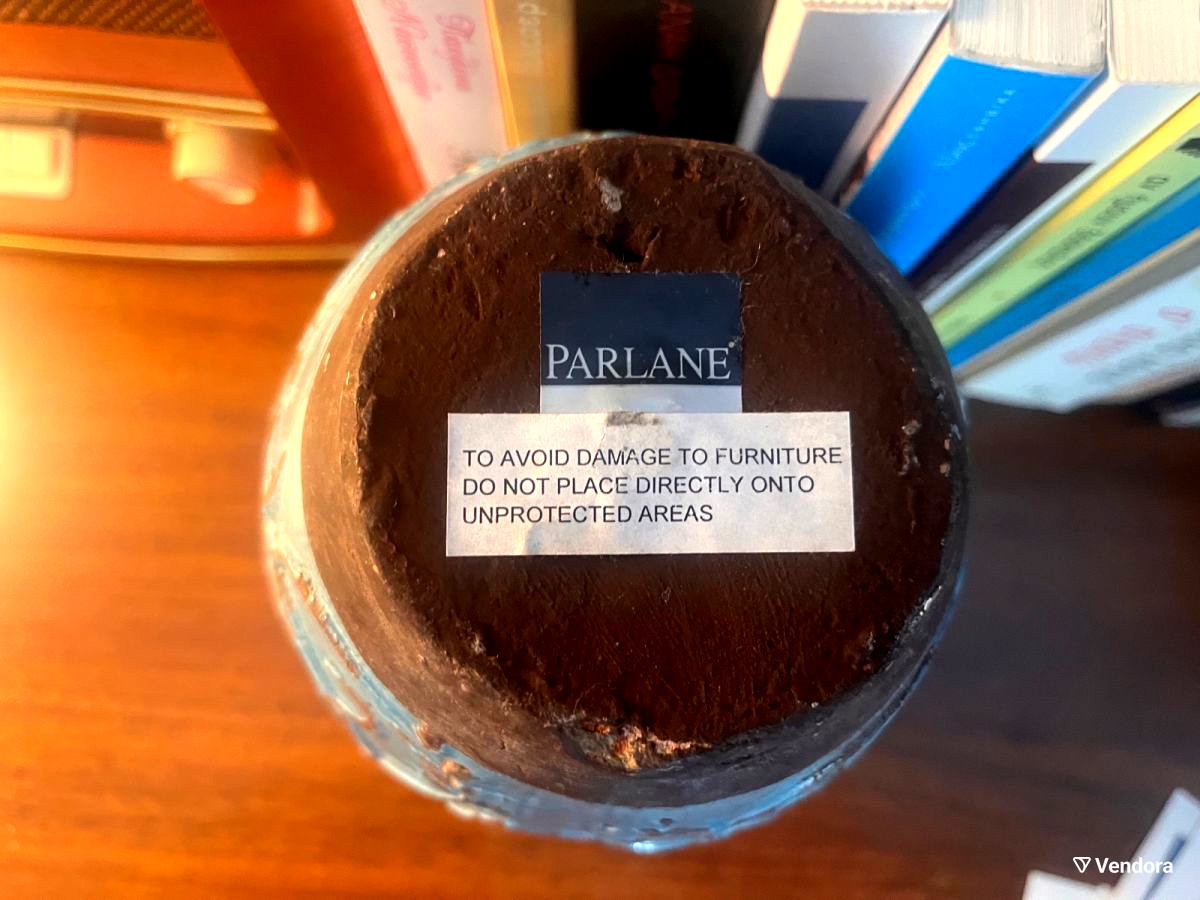 PARLANE
TO AVOID DAMAGE TO FURNITURE
DO NOT PLACE DIRECTLY ONTO
UNPROTECTED AREAS
Vendora